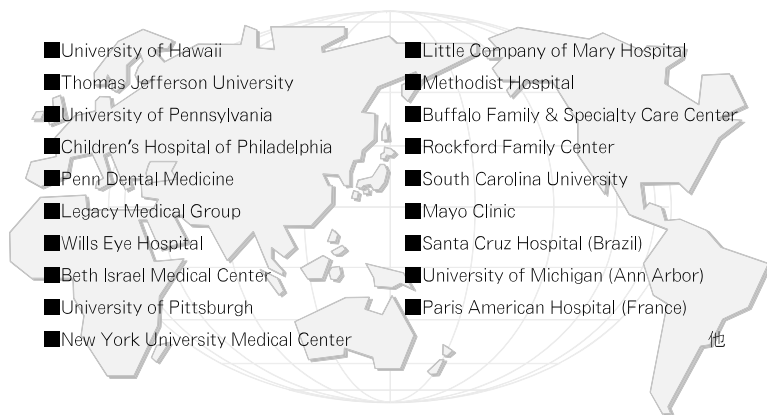 ■University of Hawaii
■Thomas Jefferson University
■University of Pennsylvania
■Children's Hospital of Philadelphia
■Penn Dental Medicine
■Legacy Medical Group
■Wills Eye Hospital
■Beth Israel Medical Center
■University of Pittsburgh
■New York University Medical Center
■Little Company of Mary Hospital
■Methodist Hospital
■Buffalo Family & Specialty Care Center
■Rockford Family Center
■South Carolina University
■Mayo Clinic
■Santa Cruz Hospital (Brazil)
■University of Michigan (Ann Arbor)
■Paris American Hospital (France)
他